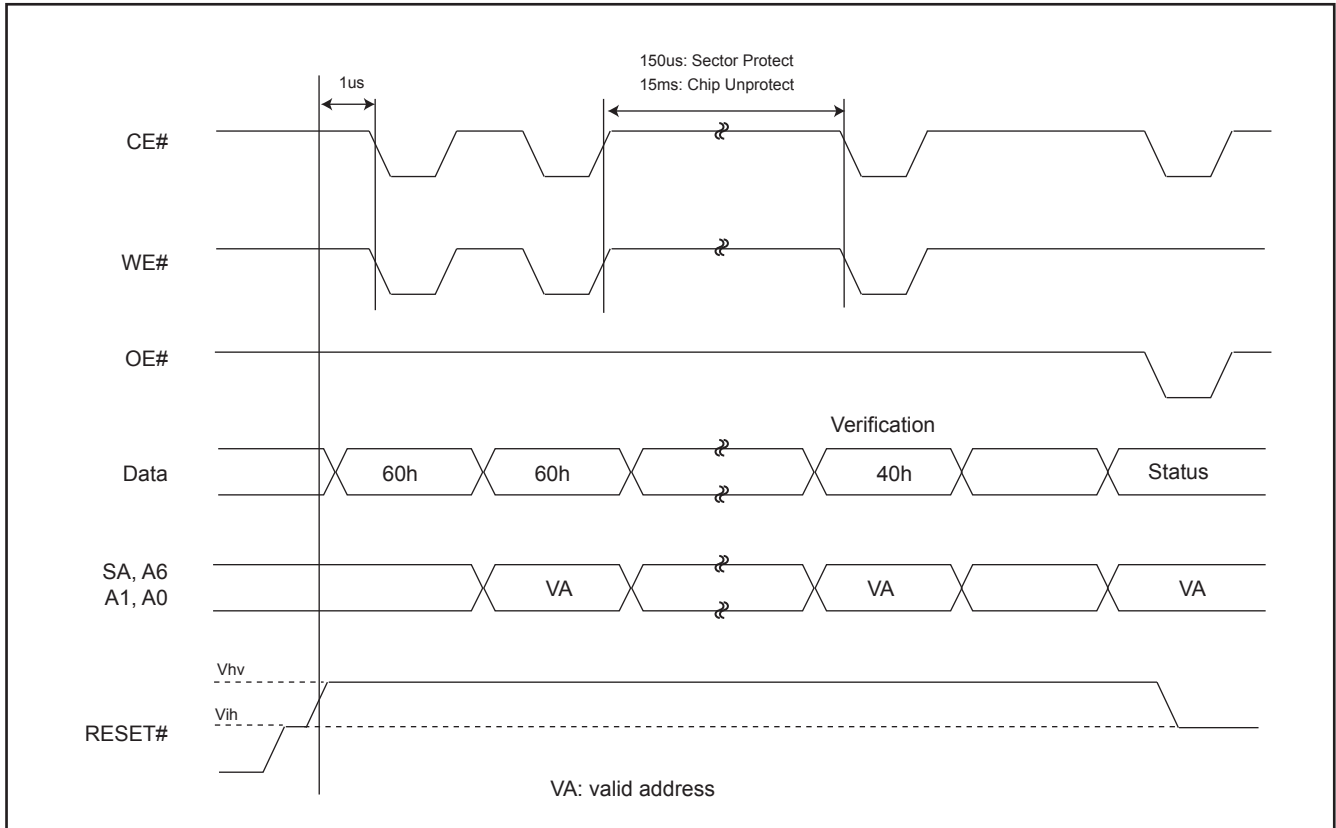 150us: Sector Protect
15ms: Chip Unprotect
1us
CE#
WE#
OE#
Verification
Data
60h
60h
40h
Status
SA, A6
A1, A0
VA
VA
VA
Vhv
Vih
RESET#
VA: valid address